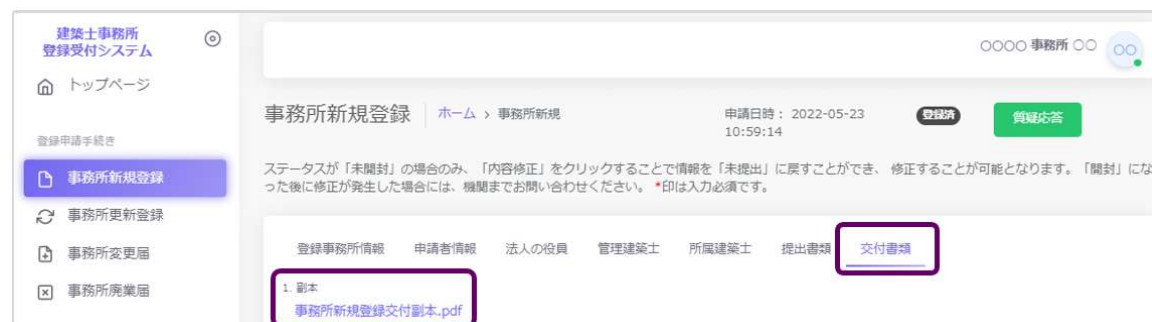 建築士事務所
登録受付システム
○○○○ 事務所 ○○
○○
トップページ
事務所新規登録
ホーム > 事務所新規
申請日時： 2022-05-23
10:59:14
登録済
質疑応答
登録申請手続き
ステータスが「未開封」の場合のみ、「内容修正」をクリックすることで情報を「未提出」に戻すことができ、修正することが可能となります。「開封」にな
った後に修正が発生した場合には、機関までお問い合わせください。 *印は入力必須です。
事務所新規登録
事務所更新登録
事務所変更届
事務所廃業届
登録事務所情報
申請者情報
法人の役員
管理建築士
所属建築士
提出書類
交付書類
1. 副本
事務所新規登録交付副本.pdf